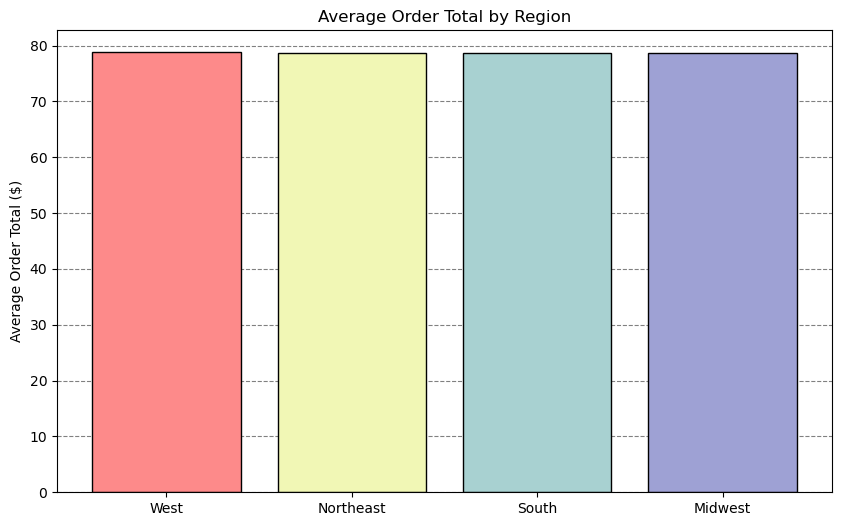 Average Order Total by Region
Average Order Total ($)
80
70
60
50
40
30
20
10
0
West
Northeast
South
Midwest